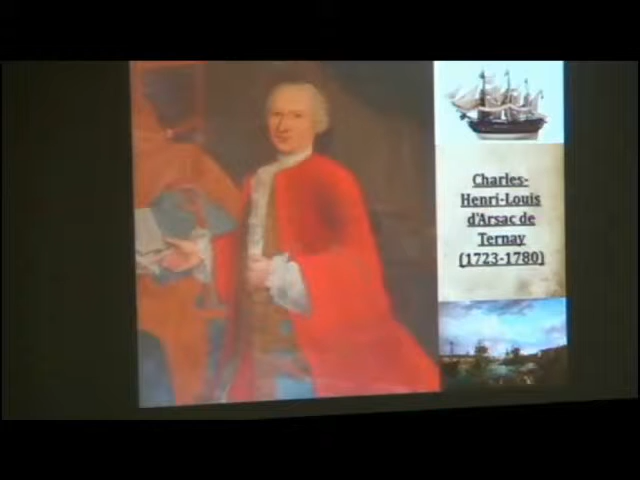 Charles-
Henri-Louis
d'Arsac de
Ternay
(1723-1780)